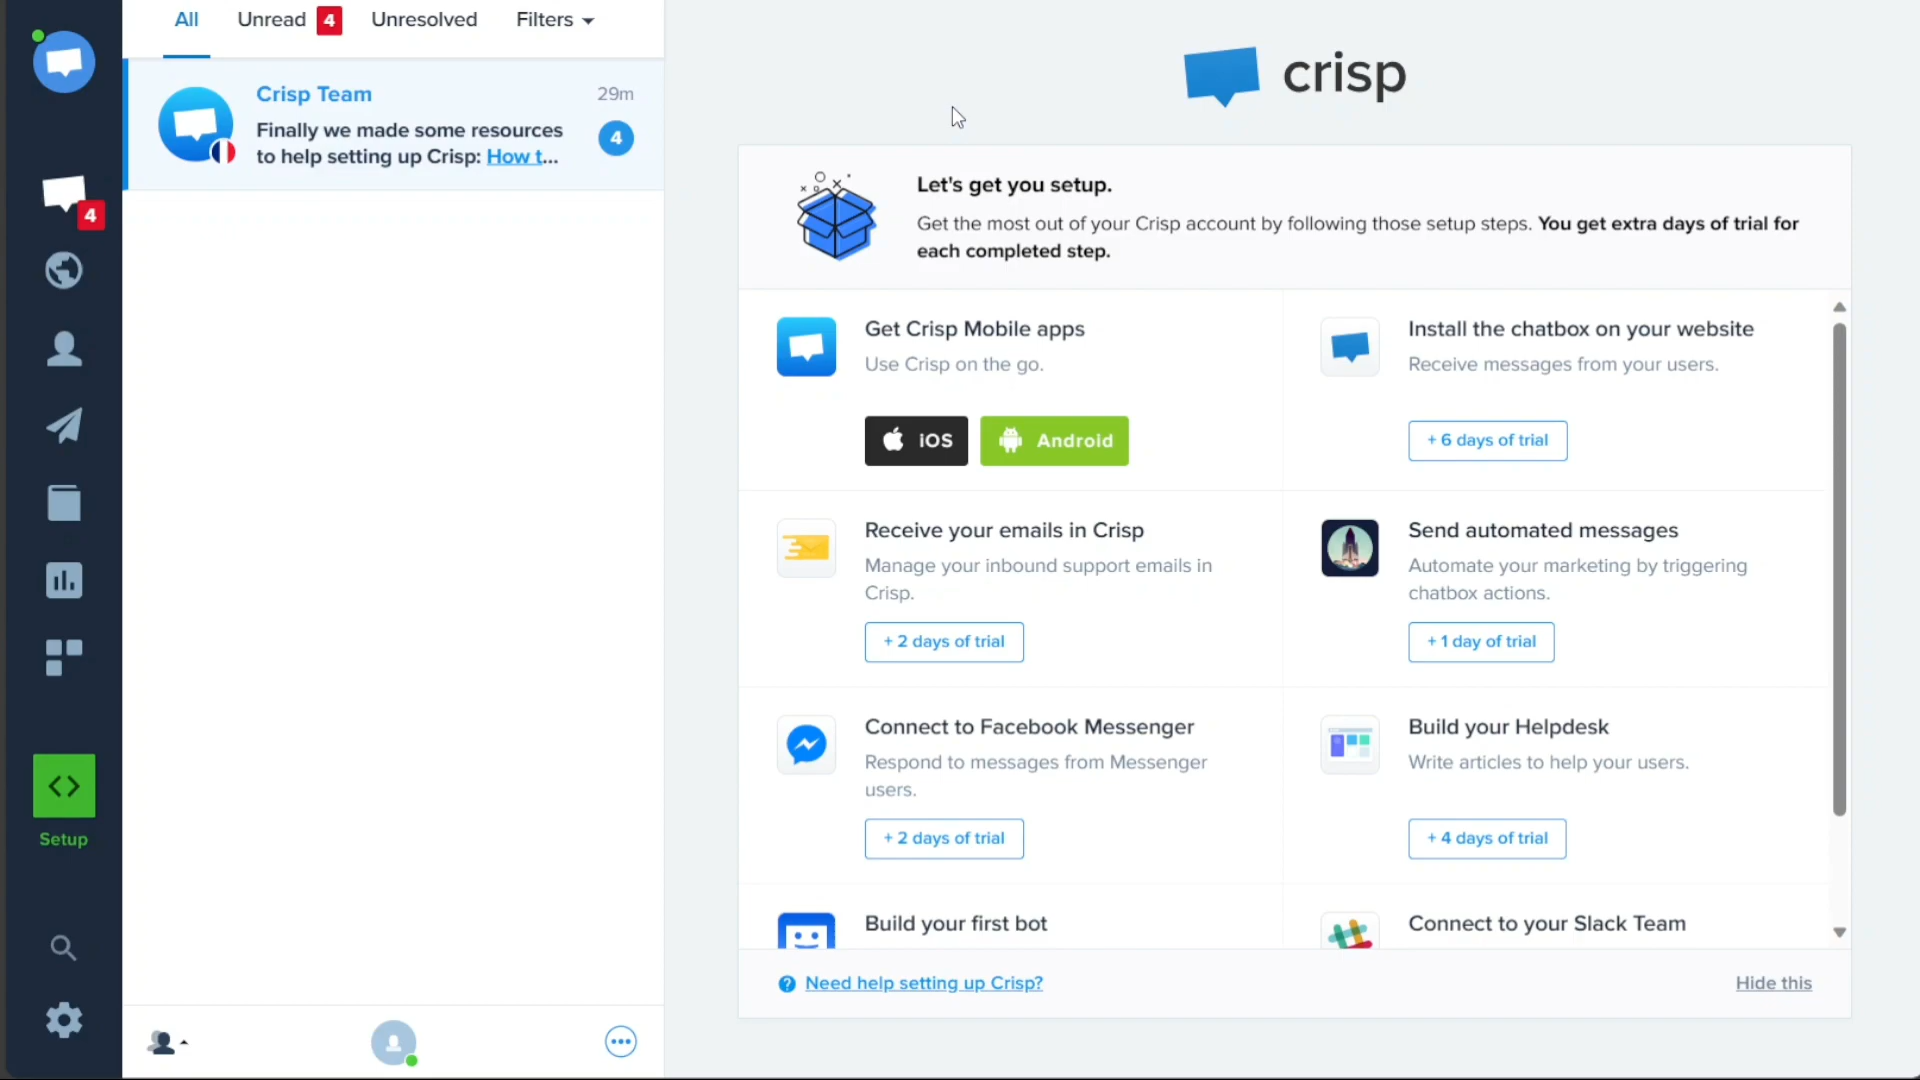 All
Unread 4
Unresolved
Filters
Crisp Team
29m
Finally we made some resources
to help setting up Crisp: How t...
4
4
Setup
crisp
Let's get you setup.
Get the most out of your Crisp account by following those setup steps. You get extra days of trial for
each completed step.
Get Crisp Mobile apps
Use Crisp on the go.
iOS
Android
Install the chatbox on your website
Receive messages from your users.
+ 6 days of trial
Receive your emails in Crisp
Manage your inbound support emails in
Crisp.
+ 2 days of trial
Send automated messages
Automate your marketing by triggering
chatbox actions.
+ 1 day of trial
Connect to Facebook Messenger
Respond to messages from Messenger
users.
+ 2 days of trial
Build your Helpdesk
Write articles to help your users.
+ 4 days of trial
Build your first bot
Connect to your Slack Team
? Need help setting up Crisp?
Hide this